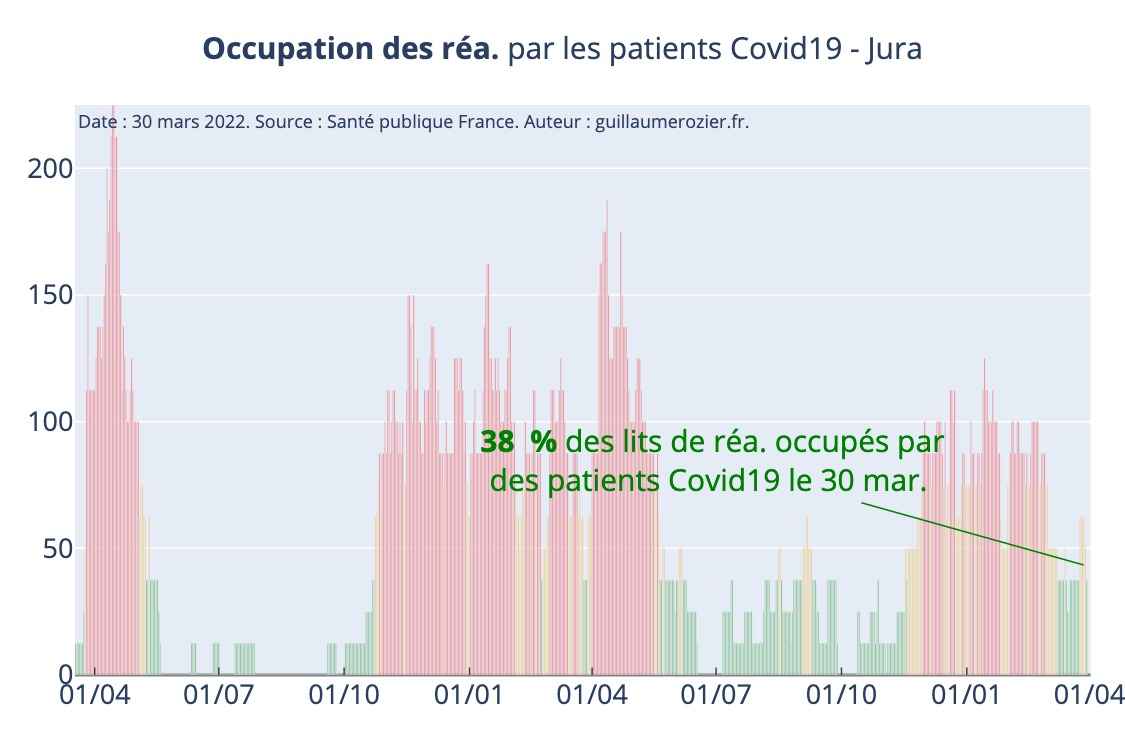 Occupation des réa. par les patients Covid19 - Jura
Date : 30 mars 2022. Source : Santé publique France. Auteur : guillaumerozier.fr.
200
150
100
38 % des lits de réa. occupés par
des patients Covid19 le 30 mar.
50
0
01/04 01/07 01/10 01/01 01/04 01/07 01/10 01/01 01/04